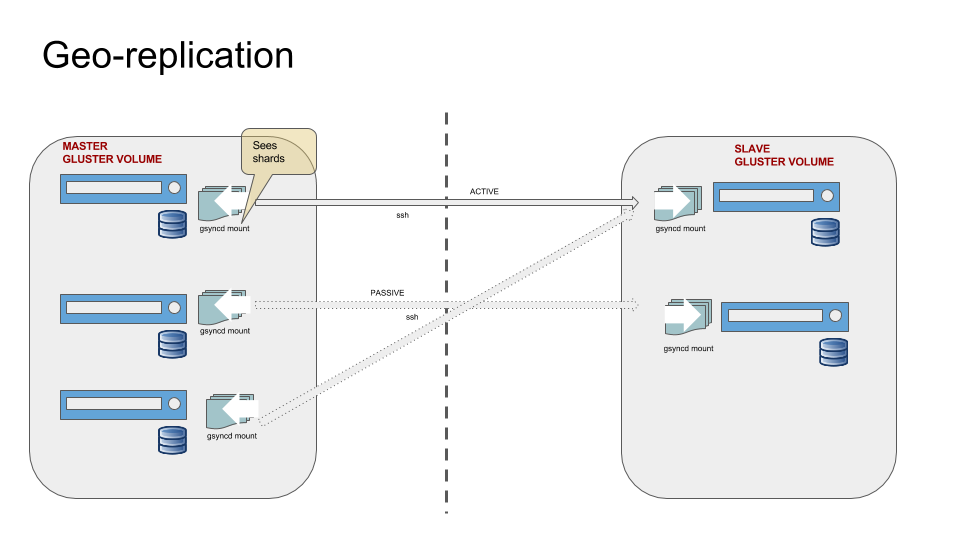 Geo-replication
MASTER
GLUSTER VOLUME
Sees
shards
gsyncd mount
gsyncd mount
gsyncd mount
ACTIVE
ssh
PASSIVE
ssh
SLAVE
GLUSTER VOLUME
gsyncd mount
gsyncd mount